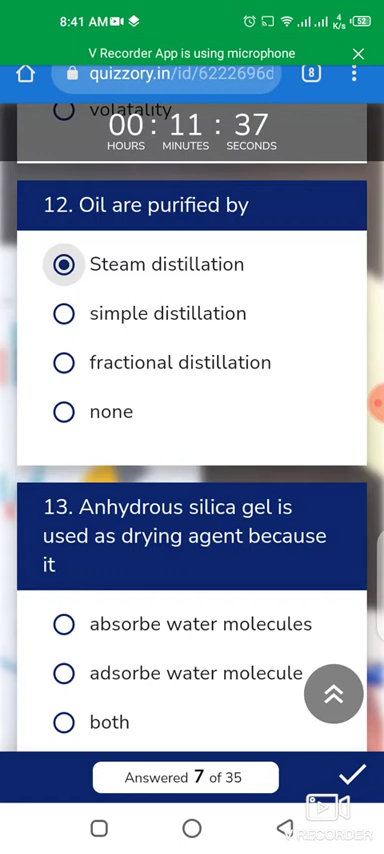 8:41 AM
4
K/s
52
V Recorder App is using microphone
quizzory.in/id/6222696d
8
volatality
00 : 11 : 37
HOURS MINUTES SECONDS
12. Oil are purified by
Steam distillation
simple distillation
fractional distillation
none
13. Anhydrous silica gel is
used as drying agent because
it
absorbe water molecules
adsorbe water molecule
both
Answered 7 of 35
V RECORDER